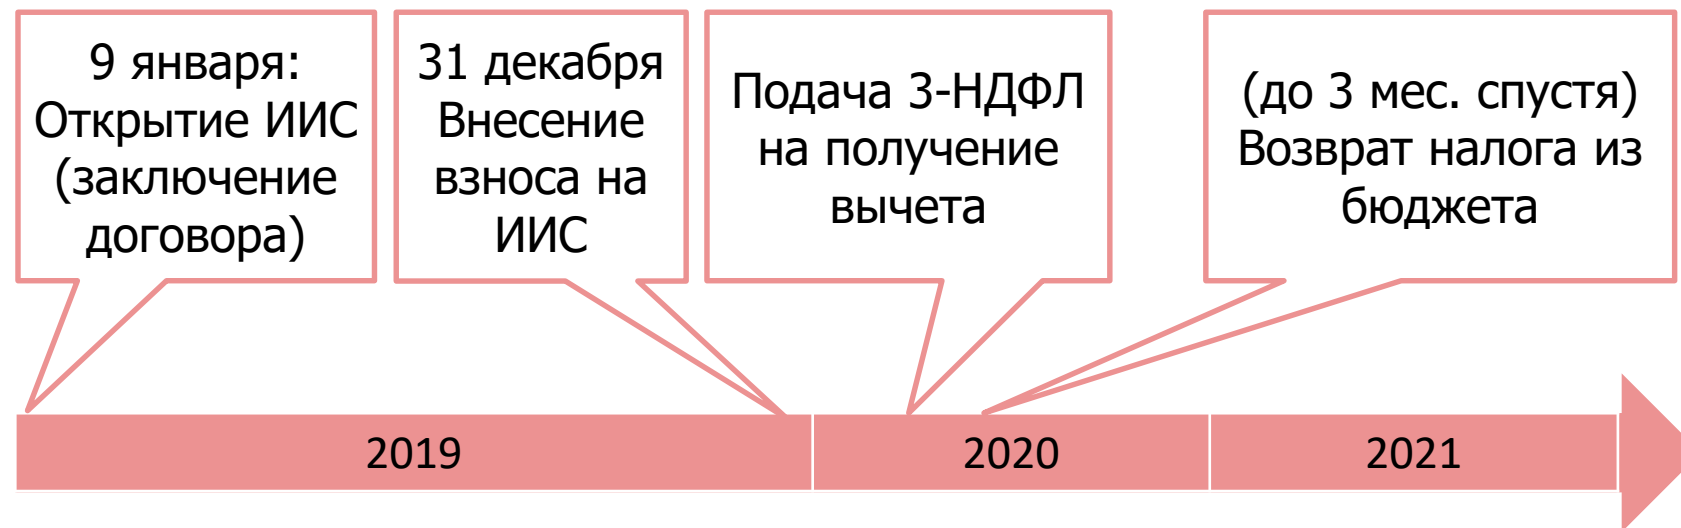 9 января:
Открытие ИИС
(заключение
договора)
31 декабря
Внесение
взноса на
ИИС
Подача 3-НДФЛ
на получение
вычета
(до 3 мес. спустя)
Возврат налога из
бюджета
2019
2020
2021